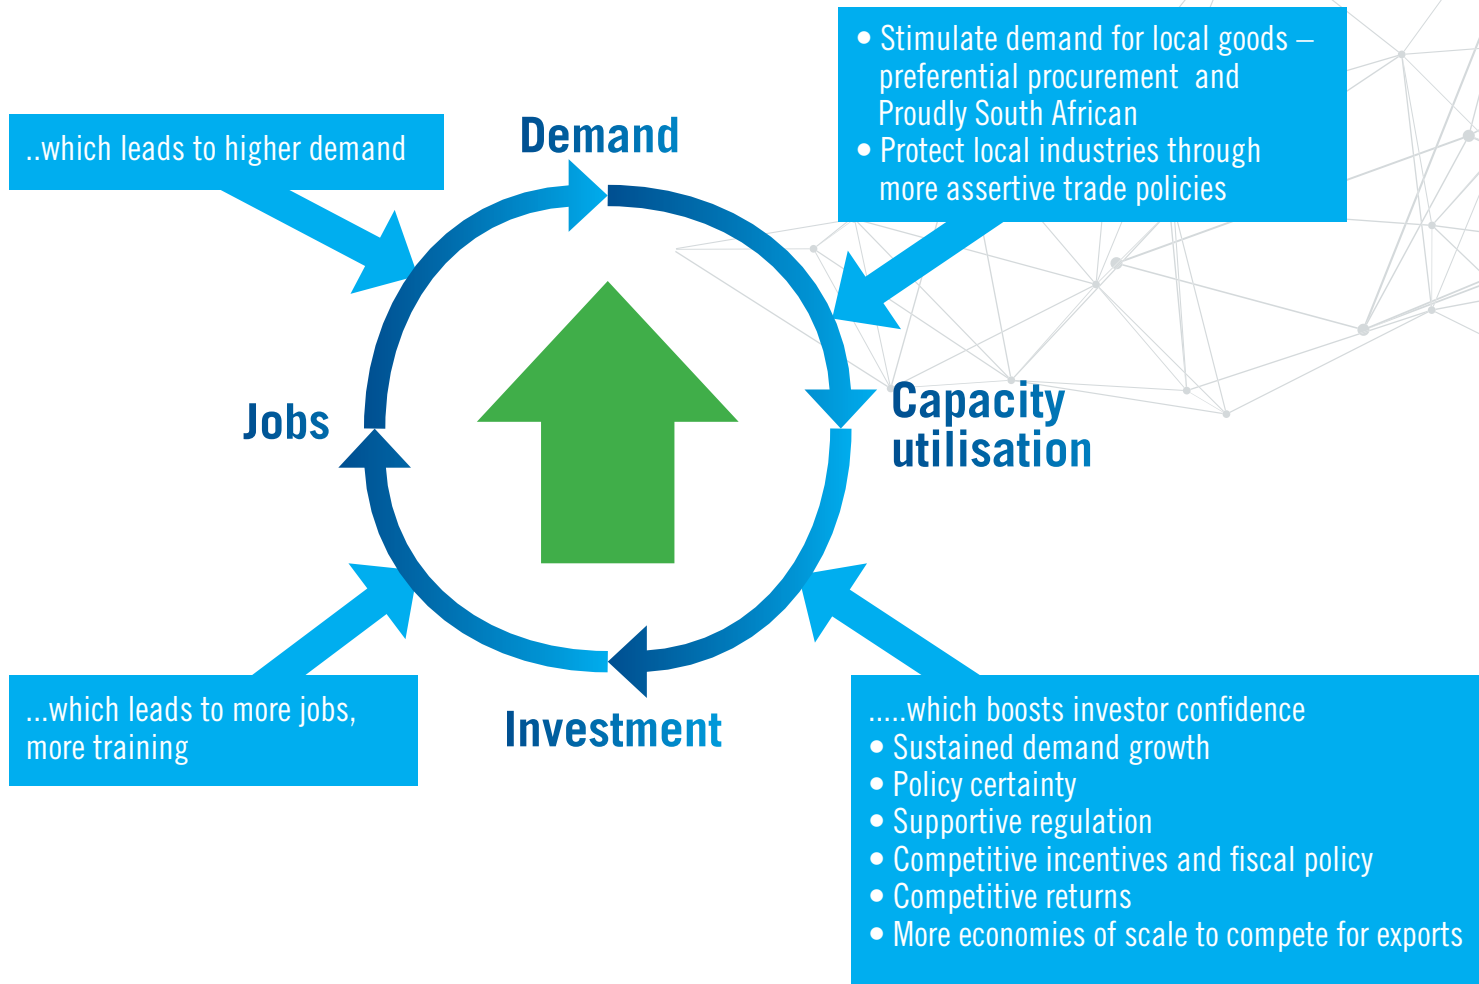 Demand
• Stimulate demand for local goods –
preferential procurement and
Proudly South African
• Protect local industries through
more assertive trade policies
..which leads to higher demand
Jobs
Capacity
utilisation
Investment
...which leads to more jobs,
more training
.....which boosts investor confidence
• Sustained demand growth
• Policy certainty
• Supportive regulation
• Competitive incentives and fiscal policy
• Competitive returns
• More economies of scale to compete for exports